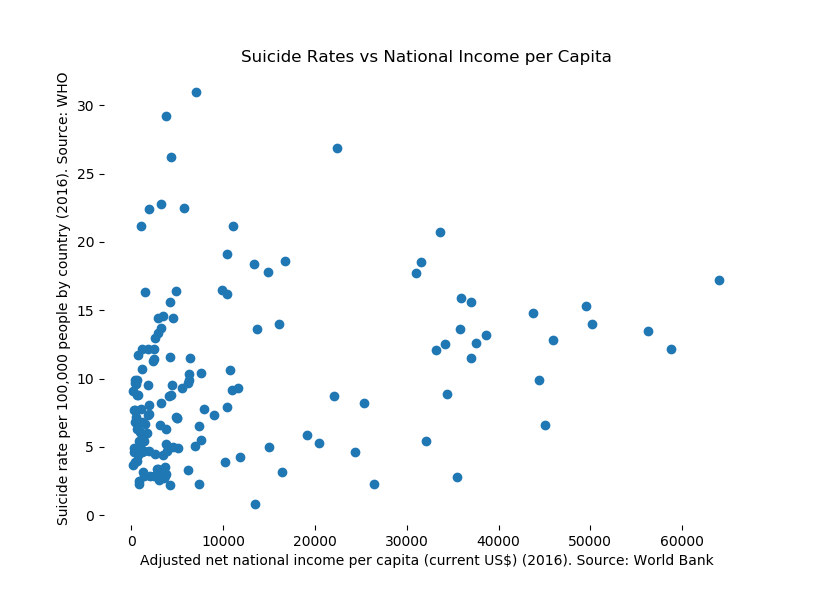 Suicide Rates vs National Income per Capita
Suicide rate per 100,000 people by country (2016). Source: WHO
30
25
20
15
10
5
0
0 10000 20000 30000 40000 50000 60000
Adjusted net national income per capita (current US$) (2016). Source: World Bank